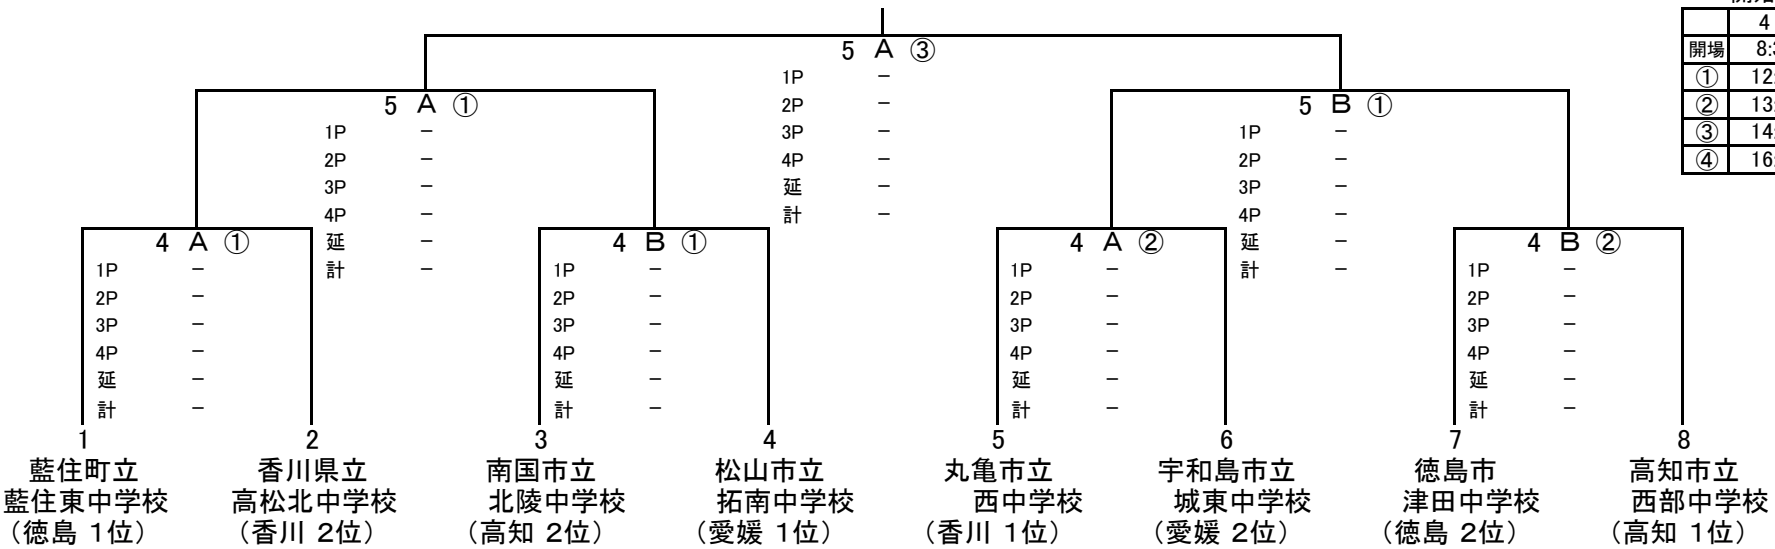 5 A ③
1P －
2P －
3P －
4P －
延 －
計 －
5 A ①
1P －
2P －
3P －
4P －
延 －
計 －
5 B ①
1P －
2P －
3P －
4P －
延 －
計 －
4
開場
①
②
③
④
4 A ①
1P －
2P －
3P －
4P －
延 －
計 －
4 B ①
1P －
2P －
3P －
4P －
延 －
計 －
4 A ②
1P －
2P －
3P －
4P －
延 －
計 －
4 B ②
1P －
2P －
3P －
4P －
延 －
計 －
1
藍住町立
藍住東中学校
（徳島 1位）
2
香川県立
高松北中学校
（香川 2位）
3
南国市立
北陵中学校
（高知 2位）
4
松山市立
拓南中学校
（愛媛 1位）
5
丸亀市立
西中学校
（香川 1位）
6
宇和島市立
城東中学校
（愛媛 2位）
7
徳島市
津田中学校
（徳島 2位）
8
高知市立
西部中学校
（高知 1位）